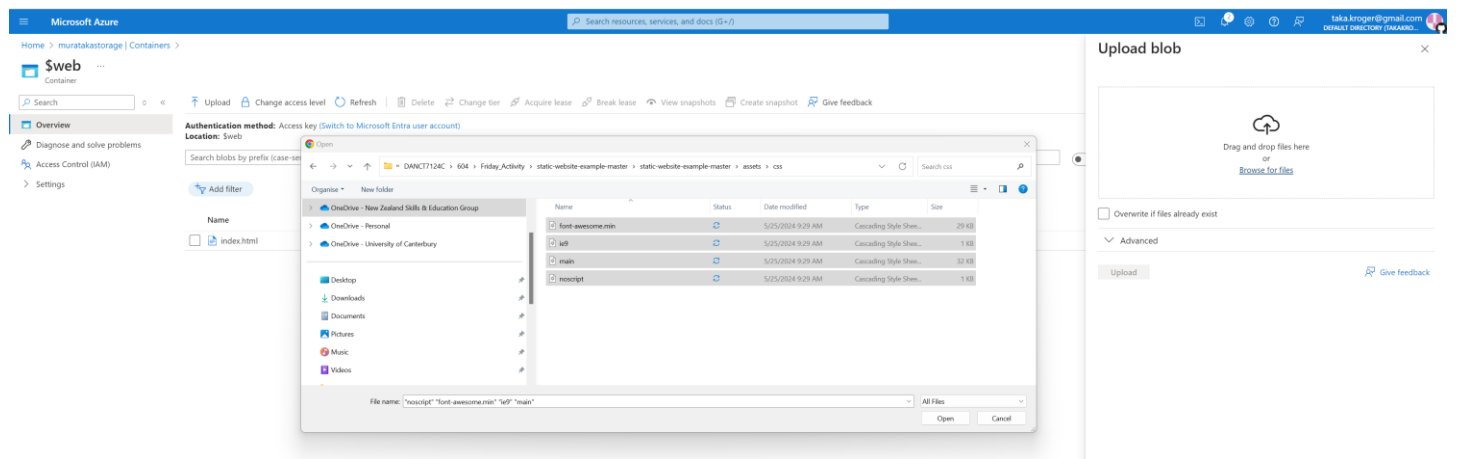 Microsoft Azure
Search resources, services, and docs (G+/)
taka.kroger@gmail.com
DEFAULT DIRECTORY (TAKAKRO...
Home > muratakastorage | Containers >
$web ...
Container
Search
Upload Change access level Refresh Delete Change tier Acquire lease Break lease View snapshots Create snapshot Give feedback
Overview
Diagnose and solve problems
Access Control (IAM)
Settings
Authentication method: Access key (Switch to Microsoft Entra user account)
Location: $web
Search blobs by prefix (case-se
Add filter
Name
index.html
Open
DANCT7124C > 604 > Friday_Activity > static-website-example-master > static-website-example-master > assets > css
Search css
Organise New folder
OneDrive - New Zealand Skills & Education Group
OneDrive - Personal
OneDrive - University of Canterbury
Desktop
Downloads
Documents
Pictures
Music
Videos
Name Status Date modified Type Size
font-awesome.min 5/25/2024 9:29 AM Cascading Style Shee... 29 KB
ie9 5/25/2024 9:29 AM Cascading Style Shee... 1 KB
main 5/25/2024 9:29 AM Cascading Style Shee... 32 KB
noscript 5/25/2024 9:29 AM Cascading Style Shee... 1 KB
File name: "noscript" "font-awesome.min" "ie9" "main"
All Files
Open Cancel
Upload blob
Drag and drop files here
or
Browse for files
Overwrite if files already exist
Advanced
Upload
Give feedback